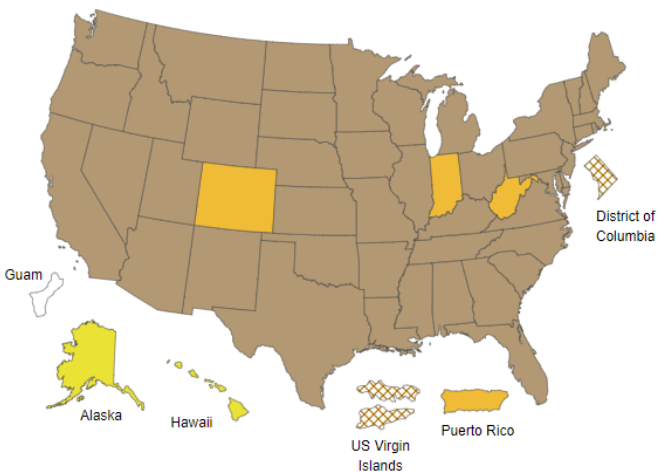 District of
Columbia
Guam
Alaska
Hawaii
US Virgin
Islands
Puerto Rico